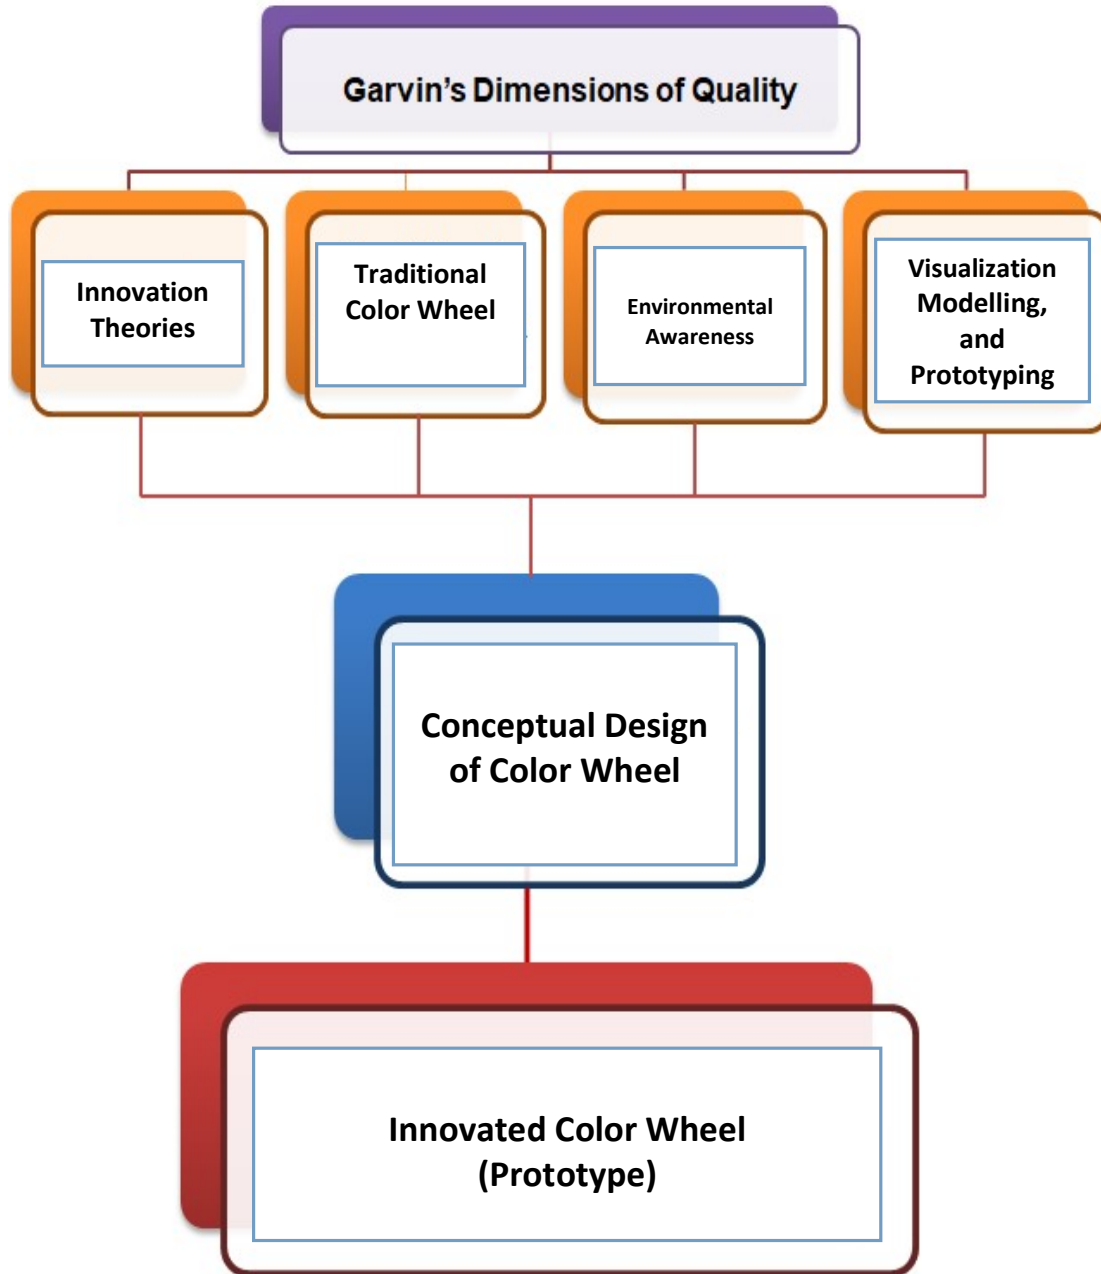 Garvin's Dimensions of Quality
Innovation
Theories
Traditional
Color Wheel
Environmental
Awareness
Visualization
Modelling,
and
Prototyping
Conceptual Design
of Color Wheel
Innovated Color Wheel
(Prototype)